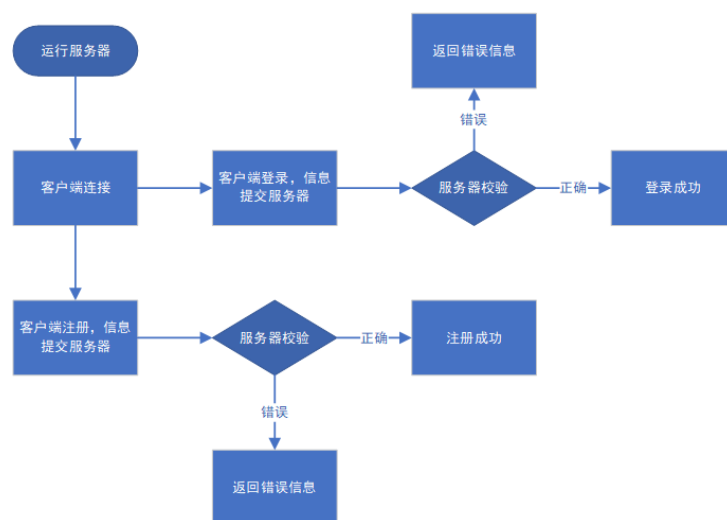 运行服务器
返回错误信息
错误
客户端连接
客户端登录，信息
提交服务器
服务器校验
正确
登录成功
客户端注册，信息
提交服务器
服务器校验
正确
注册成功
错误
返回错误信息